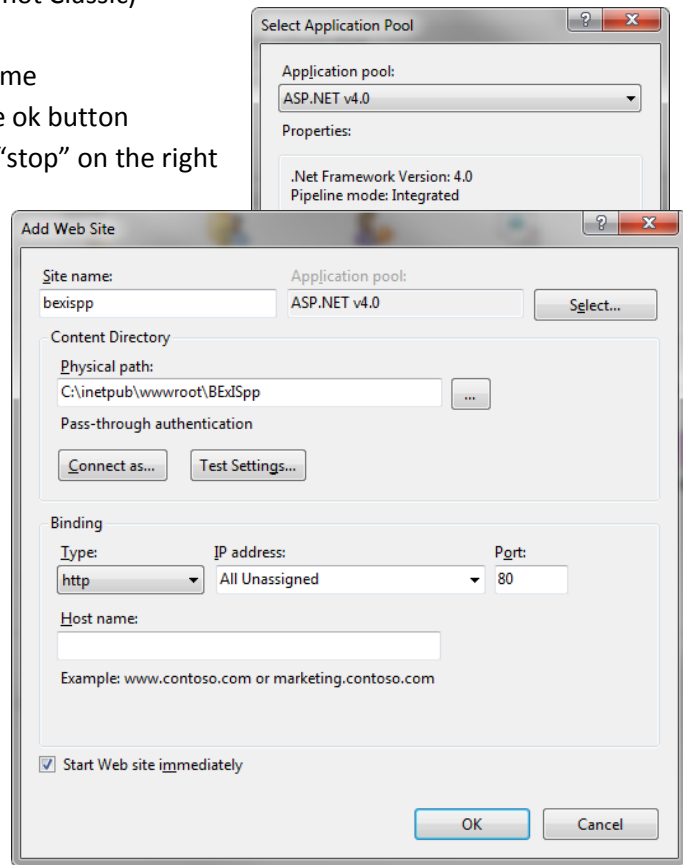 not Classic)
me
e ok button
“stop” on the right
Select Application Pool
Application pool:
ASP.NET v4.0
Properties:
.Net Framework Version: 4.0
Pipeline mode: Integrated
Add Web Site
Site name:
Application pool:
bexispp
ASP.NET v4.0
Select...
Content Directory
Physical path:
C:\inetpub\wwwroot\BExISpp
...
Pass-through authentication
Connect as...
Test Settings...
Binding
Type:
IP address:
Port:
http
All Unassigned
80
Host name:
Example: www.contoso.com or marketing.contoso.com
Start Web site immediately
OK
Cancel